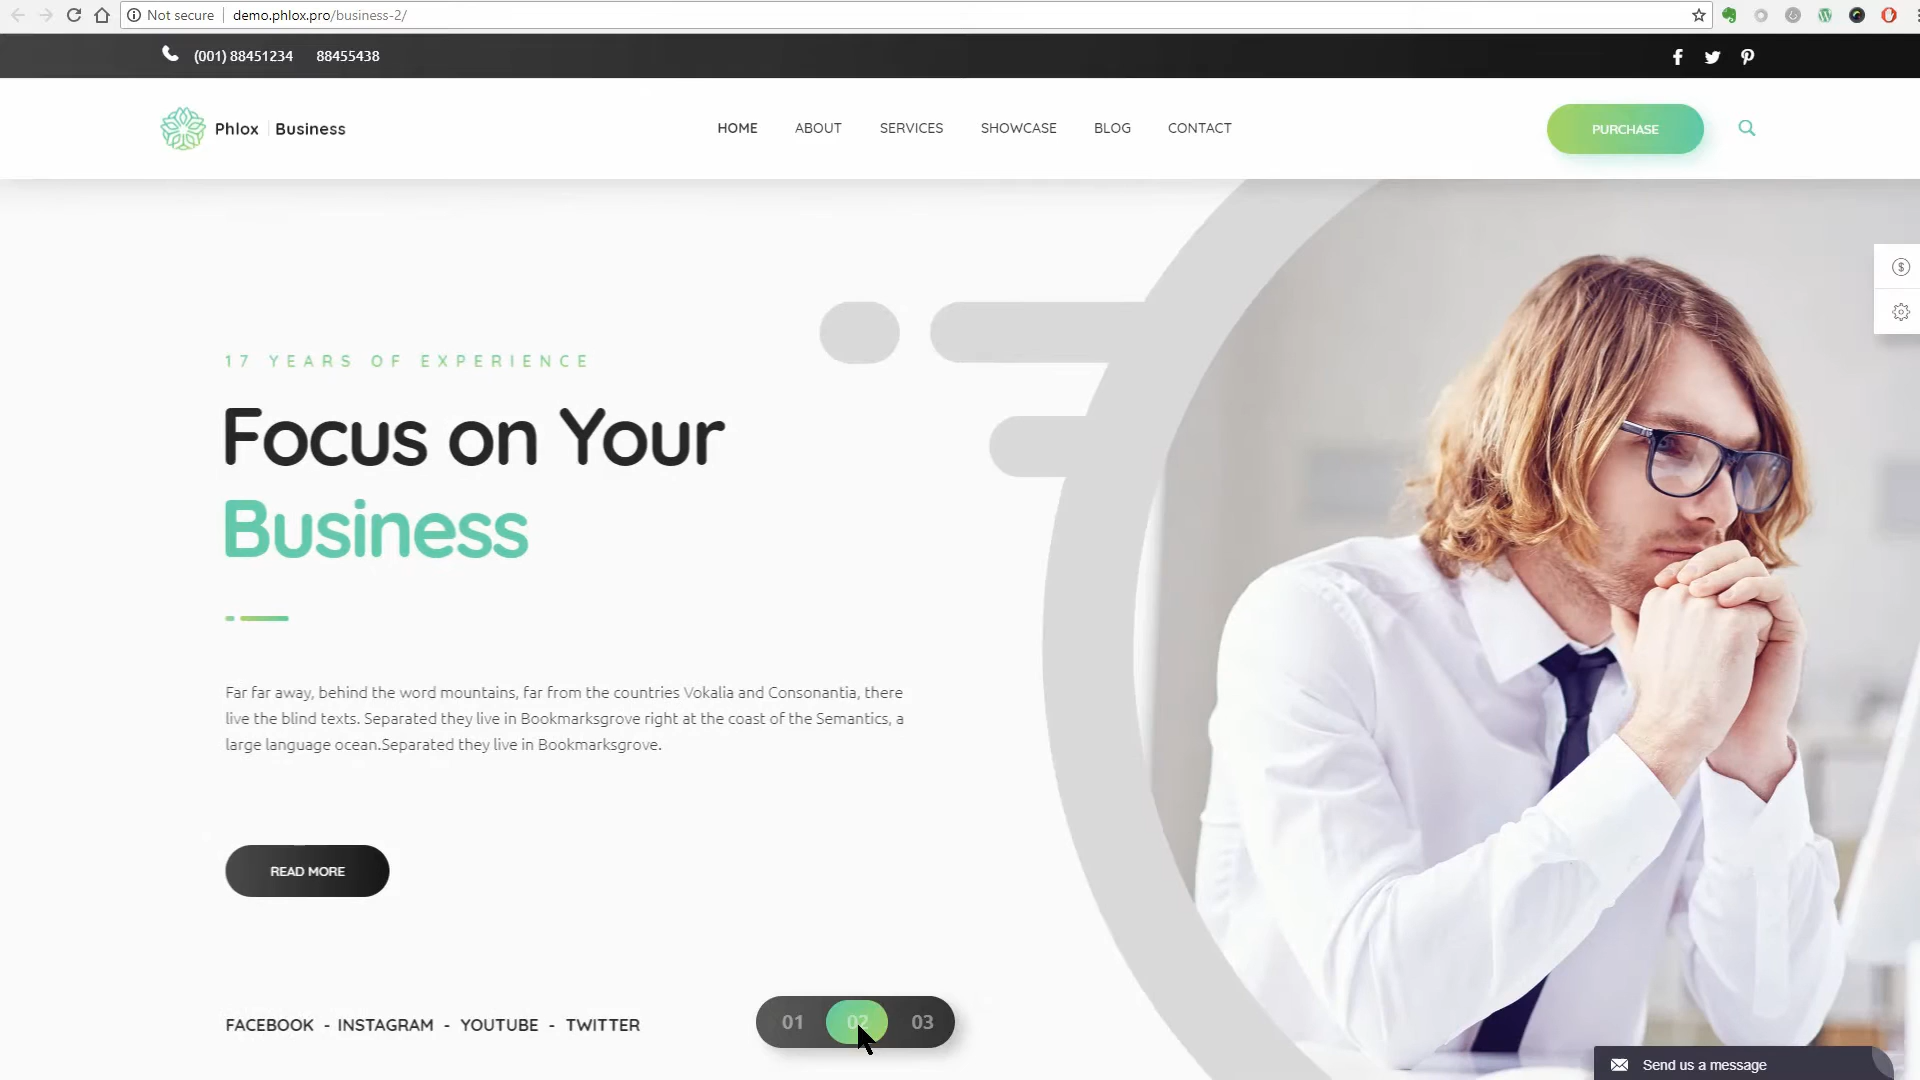 Not secure
demo.phlox.pro/business-2/
(001) 88451234 88455438
Phlox Business
HOME ABOUT SERVICES SHOWCASE BLOG CONTACT
PURCHASE
17 YEARS OF EXPERIENCE
Focus on Your
Business
Far far away, behind the word mountains, far from the countries Vokalia and Consonantia, there
live the blind texts. Separated they live in Bookmarksgrove right at the coast of the Semantics, a
large language ocean.Separated they live in Bookmarksgrove.
READ MORE
FACEBOOK - INSTAGRAM - YOUTUBE - TWITTER
01 02 03
Send us a message